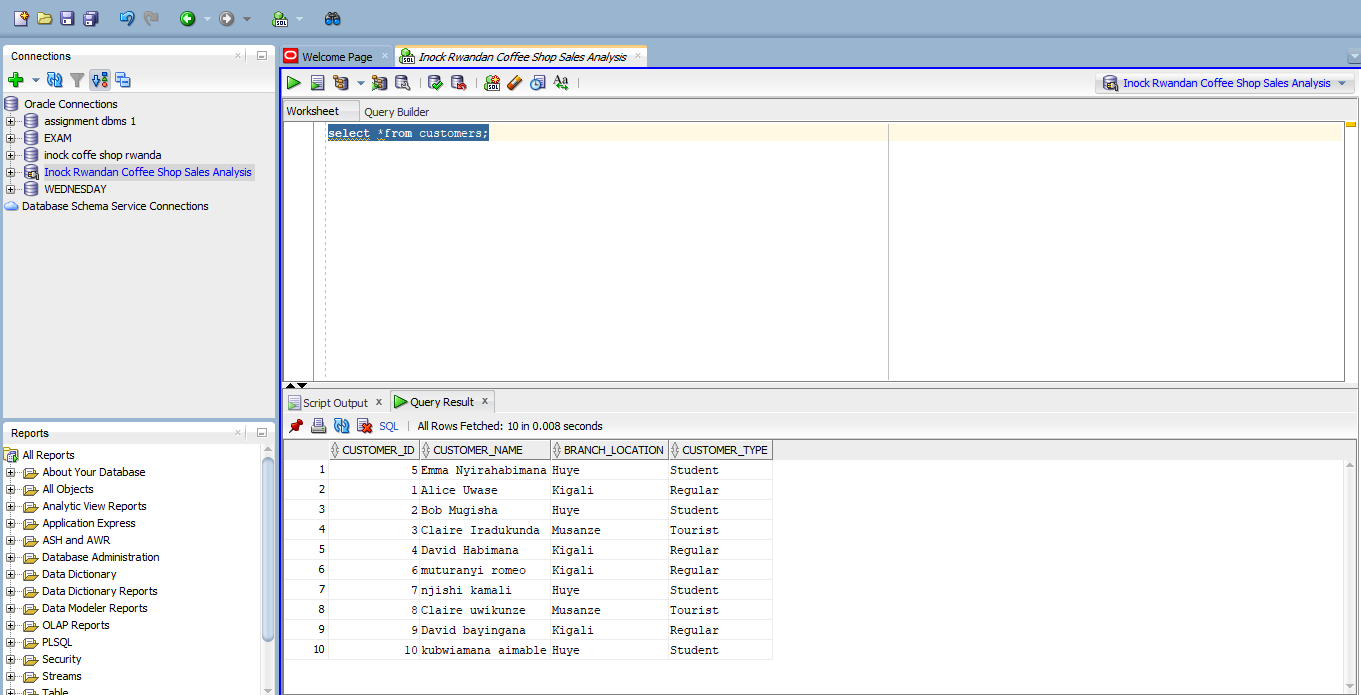 SQL
SQL
Connections
Oracle Connections
assignment dbms 1
EXAM
inock coffe shop rwanda
Inock Rwandan Coffee Shop Sales Analysis
WEDNESDAY
Database Schema Service Connections
Reports
All Reports
About Your Database
All Objects
Analytic View Reports
Application Express
ASH and AWR
Database Administration
Data Dictionary
Data Dictionary Reports
Data Modeler Reports
OLAP Reports
PLSQL
Security
Streams
Table
Welcome Page Inock Rwandan Coffee Shop Sales Analysis
SQL Aa Inock Rwandan Coffee Shop Sales Analysis
Worksheet Query Builder
select *from customers;
Script Output x Query Result x
SQL | All Rows Fetched: 10 in 0.008 seconds
CUSTOMER_ID CUSTOMER_NAME BRANCH_LOCATION CUSTOMER_TYPE
1 5 Emma Nyirahabimana Huye Student
2 1 Alice Uwase Kigali Regular
3 2 Bob Mugisha Huye Student
4 3 Claire Iradukunda Musanze Tourist
5 4 David Habimana Kigali Regular
6 6 muturanyi romeo Kigali Regular
7 7 njishi kamali Huye Student
8 8 Claire uwikunze Musanze Tourist
9 9 David bayingana Kigali Regular
10 10 kubwiamana aimable Huye Student